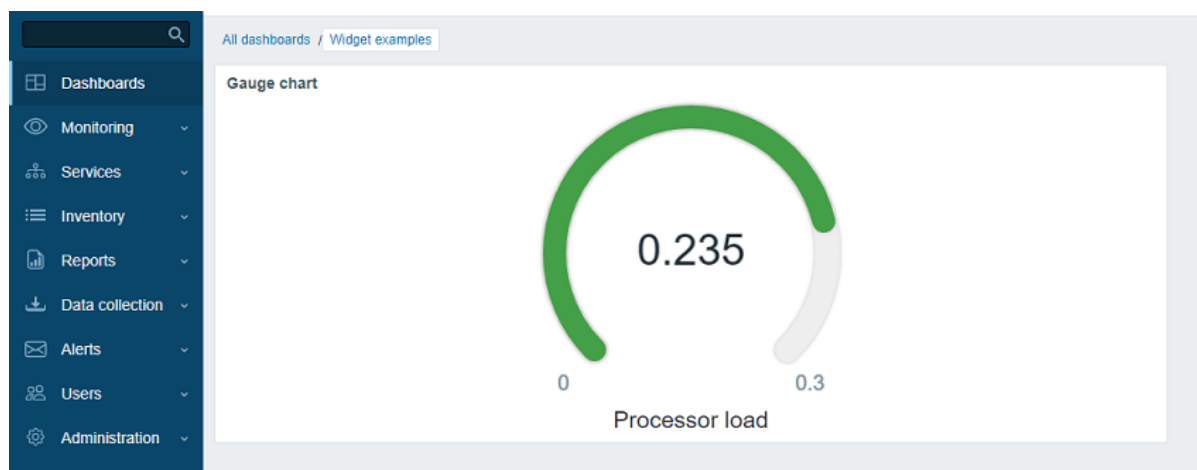 All dashboards / Widget examples
Dashboards
Monitoring
Services
Inventory
Reports
Data collection
Alerts
Users
Administration
Gauge chart
0.235
0 0.3
Processor load